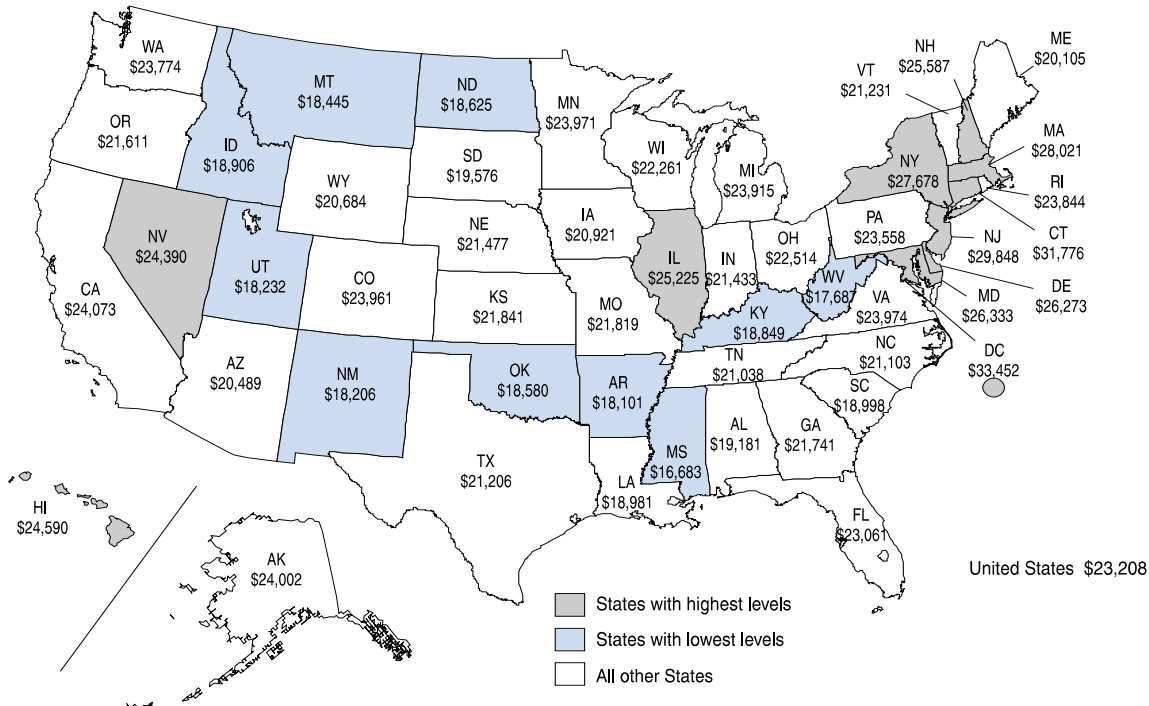 WA
$23,774
MT
$18,445
ND
$18,625
MN
$23,971
VT
$21,231
NH
$25,587
ME
$20,105
OR
$21,611
ID
$18,906
WY
$20,684
SD
$19,576
WI
$22,261
MI
$23,915
NY
$27,678
MA
$28,021
RI
$23,844
CT
$31,776
NJ
$29,848
DE
$26,273
MD
$26,333
DC
$33,452
NV
$24,390
CA
$24,073
UT
$18,232
CO
$23,961
NE
$21,477
IA
$20,921
IL
$25,225
IN
$21,433
OH
$22,514
PA
$23,558
WV
$17,687
VA
$23,974
KS
$21,841
MO
$21,819
KY
$18,849
NC
$21,103
TN
$21,038
SC
$18,998
AZ
$20,489
NM
$18,206
OK
$18,580
AR
$18,101
MS
$16,683
AL
$19,181
GA
$21,741
TX
$21,206
LA
$18,981
FL
$23,061
HI
$24,590
AK
$24,002
United States $23,208
States with highest levels
States with lowest levels
All other States